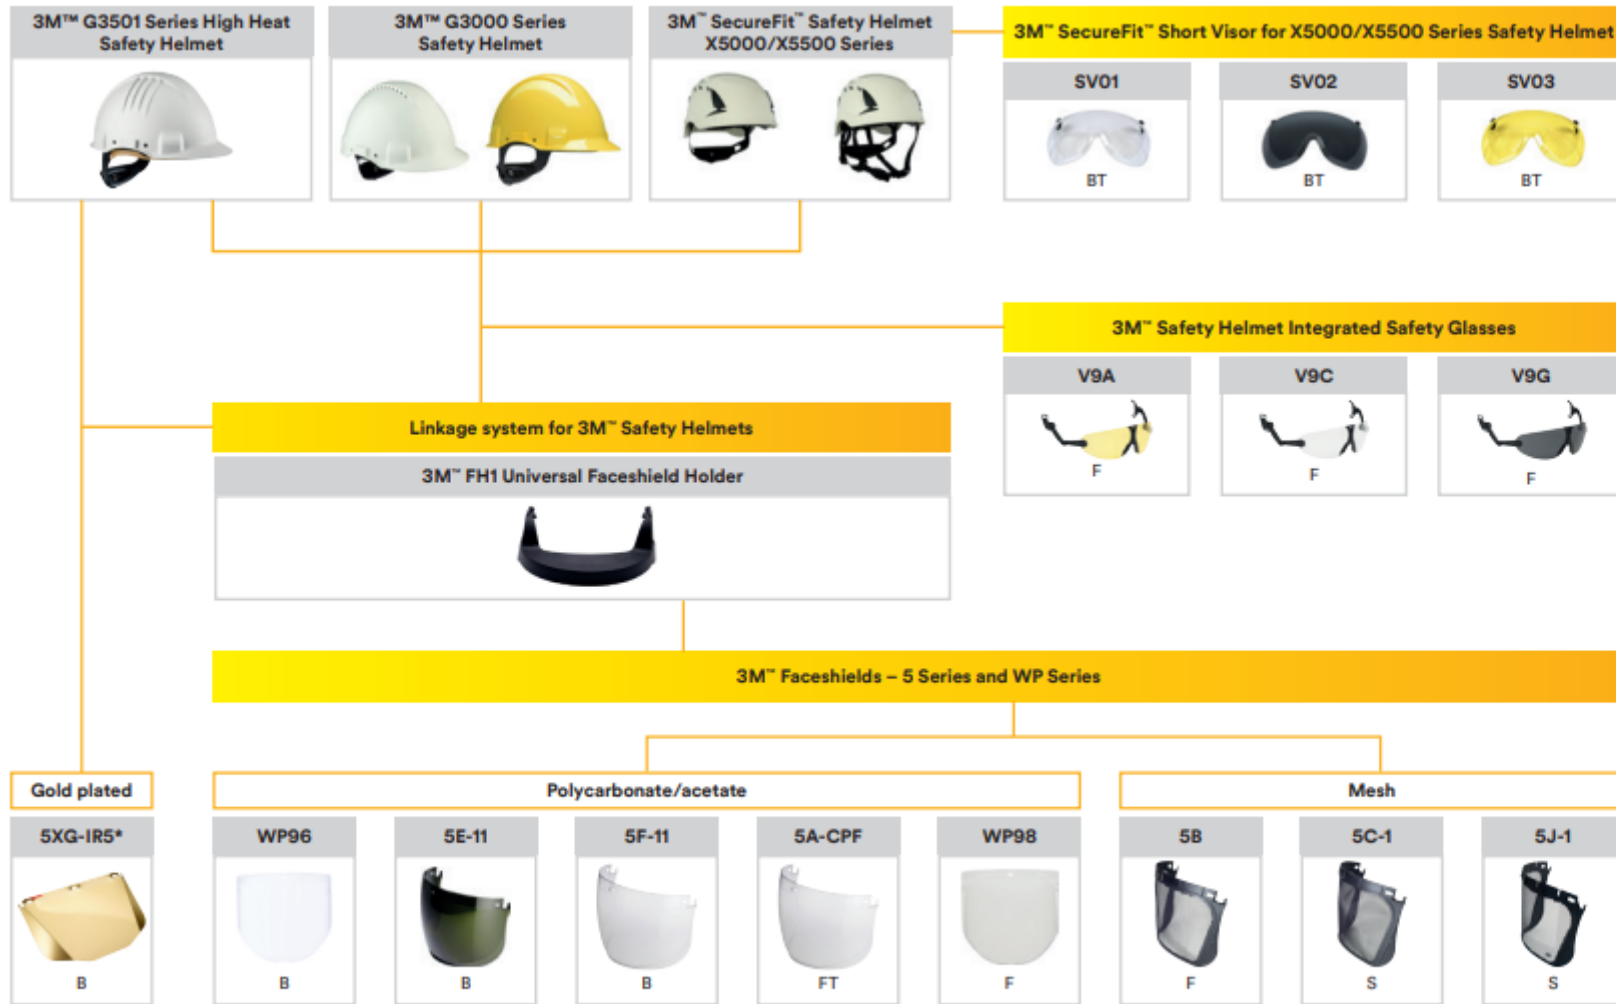 3M™ G3501 Series High Heat
Safety Helmet
3M™ G3000 Series
Safety Helmet
3M™ SecureFit™ Safety Helmet
X5000/X5500 Series
3M™ SecureFit™ Short Visor for X5000/X5500 Series Safety Helmet
SV01
SV02
SV03
BT
BT
BT
3M™ Safety Helmet Integrated Safety Glasses
V9A
V9C
V9G
F
F
F
Linkage system for 3M™ Safety Helmets
3M™ FH1 Universal Faceshield Holder
3M™ Faceshields – 5 Series and WP Series
Gold plated
Polycarbonate/acetate
Mesh
5XG-IR5*
WP96
5E-11
5F-11
5A-CPF
WP98
5B
5C-1
5J-1
B
B
B
B
FT
F
F
S
S